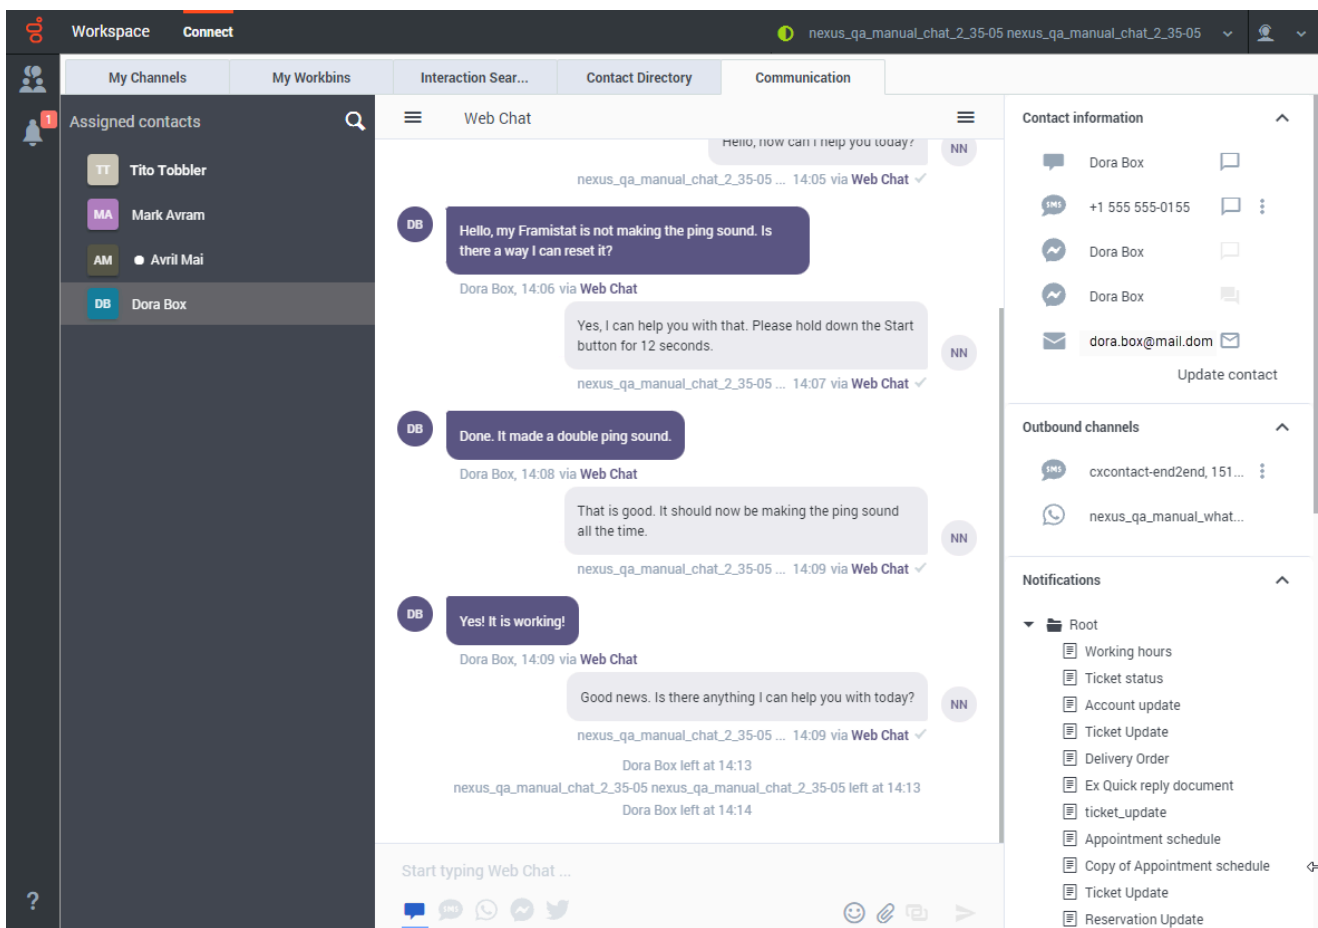 Workspace
Connect
nexus_qa_manual_chat_2_35-05 nexus_qa_manual_chat_2_35-05
My Channels
My Workbins
Interaction Sear...
Contact Directory
Communication
1
Assigned contacts
TT
Tito Tobbler
MA
Mark Avram
AM
Avril Mai
DB
Dora Box
Web Chat
Hello, how can I help you today?
NN
nexus_qa_manual_chat_2_35-05 ... 14:05 via Web Chat
DB
Hello, my Framistat is not making the ping sound. Is
there a way I can reset it?
Dora Box, 14:06 via Web Chat
Yes, I can help you with that. Please hold down the Start
button for 12 seconds.
NN
nexus_qa_manual_chat_2_35-05 ... 14:07 via Web Chat
DB
Done. It made a double ping sound.
Dora Box, 14:08 via Web Chat
That is good. It should now be making the ping sound
all the time.
NN
nexus_qa_manual_chat_2_35-05 ... 14:09 via Web Chat
DB
Yes! It is working!
Dora Box, 14:09 via Web Chat
Good news. Is there anything I can help you with today?
NN
nexus_qa_manual_chat_2_35-05 ... 14:09 via Web Chat
Dora Box left at 14:13
nexus_qa_manual_chat_2_35-05 nexus_qa_manual_chat_2_35-05 left at 14:13
Dora Box left at 14:14
Start typing Web Chat ...
SMS
Contact information
Dora Box
SMS
+1 555 555-0155
Dora Box
Dora Box
dora.box@mail.dom
Update contact
Outbound channels
SMS
cxcontact-end2end, 151...
nexus_qa_manual_what...
Notifications
Root
Working hours
Ticket status
Account update
Ticket Update
Delivery Order
Ex Quick reply document
ticket_update
Appointment schedule
Copy of Appointment schedule
Ticket Update
Reservation Update
?